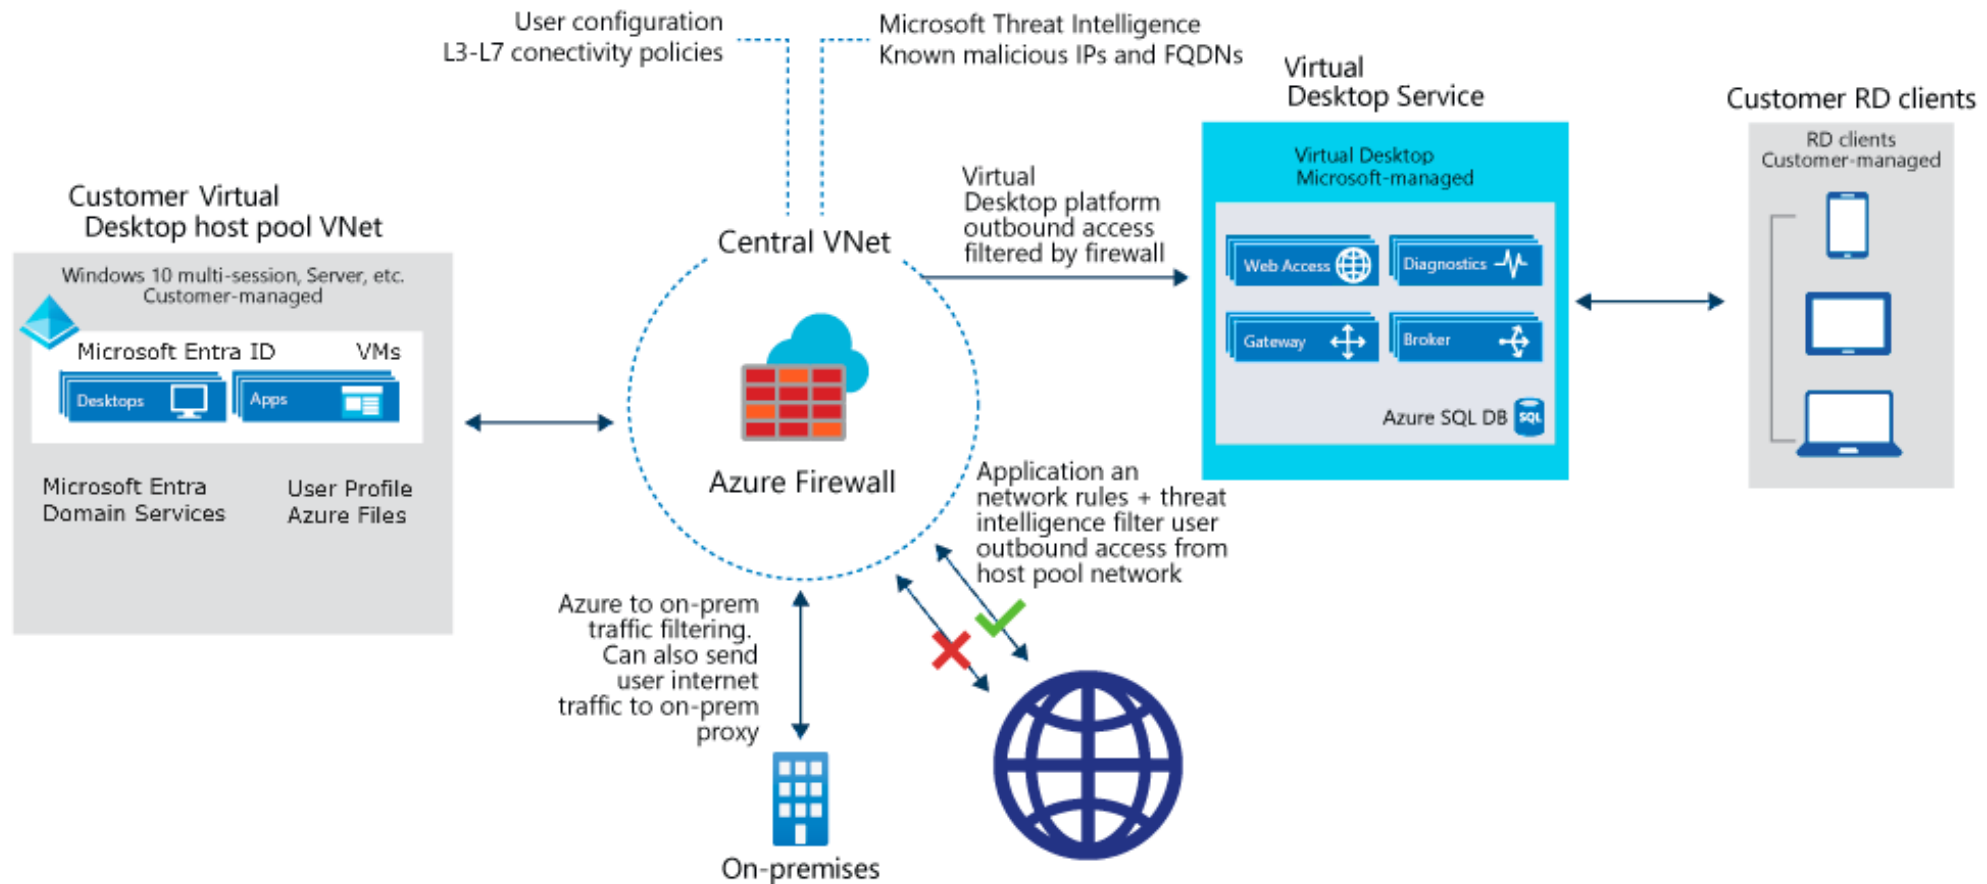 User configuration
L3-L7 conectivity policies
Microsoft Threat Intelligence
Known malicious IPs and FQDNs
Customer Virtual
Desktop host pool VNet
Windows 10 multi-session, Server, etc.
Customer-managed
Microsoft Entra ID
VMs
Desktops
Apps
Microsoft Entra
Domain Services
User Profile
Azure Files
Central VNet
Azure Firewall
Virtual
Desktop platform
outbound access
filtered by firewall
Virtual
Desktop Service
Virtual Desktop
Microsoft-managed
Web Access
Diagnostics
Gateway
Broker
Azure SQL DB
SQL
Customer RD clients
RD clients
Customer-managed
Application an
network rules + threat
intelligence filter user
outbound access from
host pool network
Azure to on-prem
traffic filtering.
Can also send
user internet
traffic to on-prem
proxy
On-premises